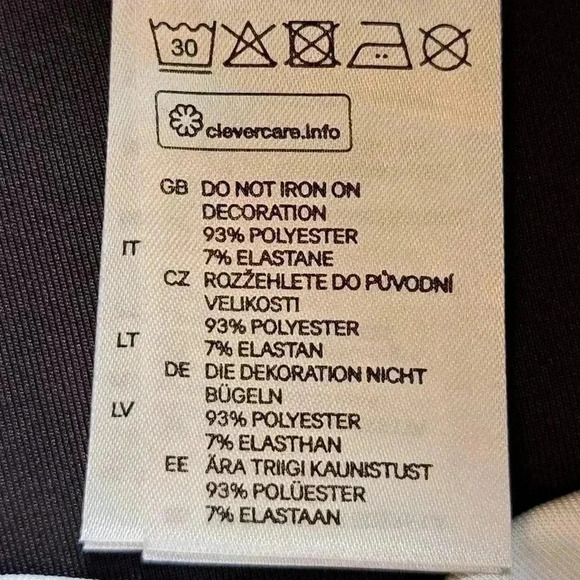 30
clevercare.info
GB DO NOT IRON ON
DECORATION
93% POLYESTER
7% ELASTANE
CZ ROZŽEHLETE DO PŮVODNÍ
VELIKOSTI
93% POLYESTER
7% ELASTAN
DE DIE DEKORATION NICHT
BÜGELN
93% POLYESTER
7% ELASTHAN
EE ÄRA TRIIGI KAUNISTUST
93% POLÜESTER
7% ELASTAAN
IT
LT
LV